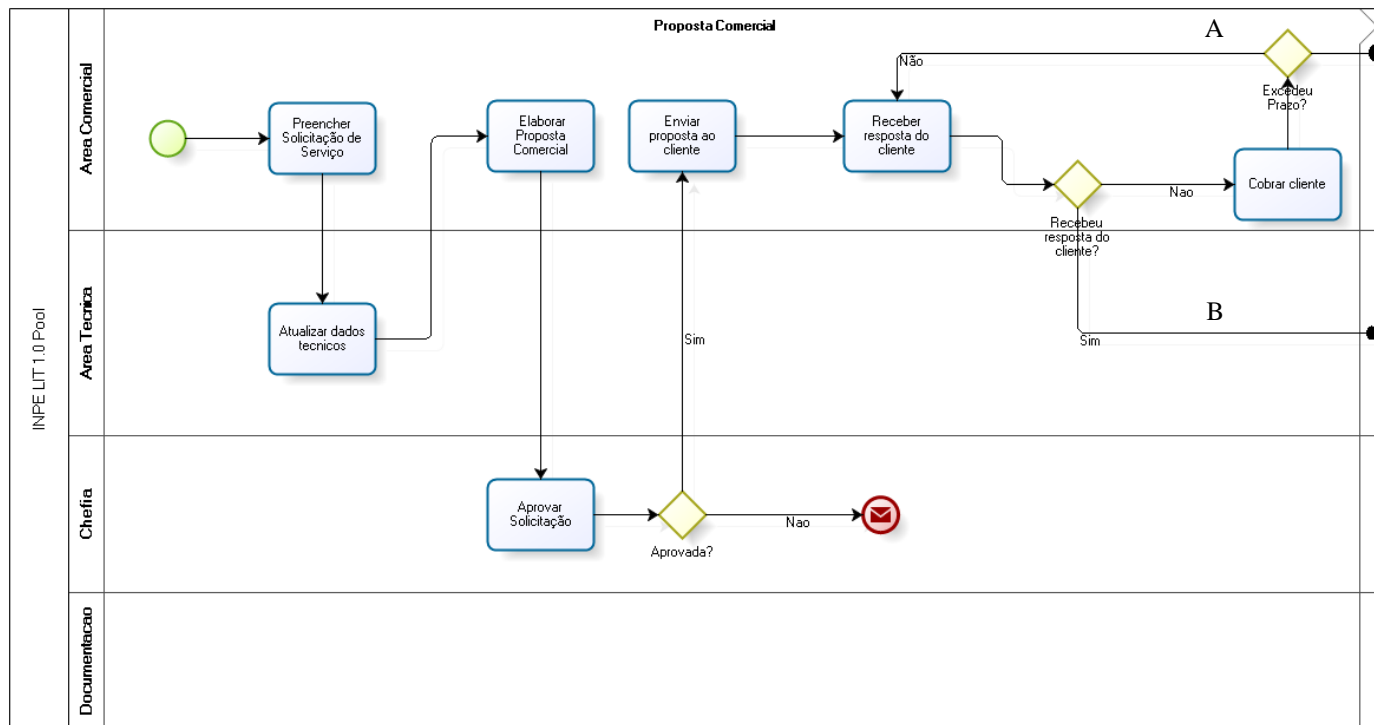 Proposta Comercial
INPE LIT 1.0 Pool
Area Comercial
Preencher
Solicitação de
Serviço
Elaborar
Proposta
Comercial
Enviar
proposta ao
cliente
Receber
resposta do
cliente
A
Não
Excedeu
Prazo?
Cobrar cliente
Nao
Recebeu
resposta do
cliente?
Área Tecnica
Atualizar dados
tecnicos
Sim
B
Sim
Chefia
Aprovar
Solicitação
Aprovada?
Nao
Documentacao